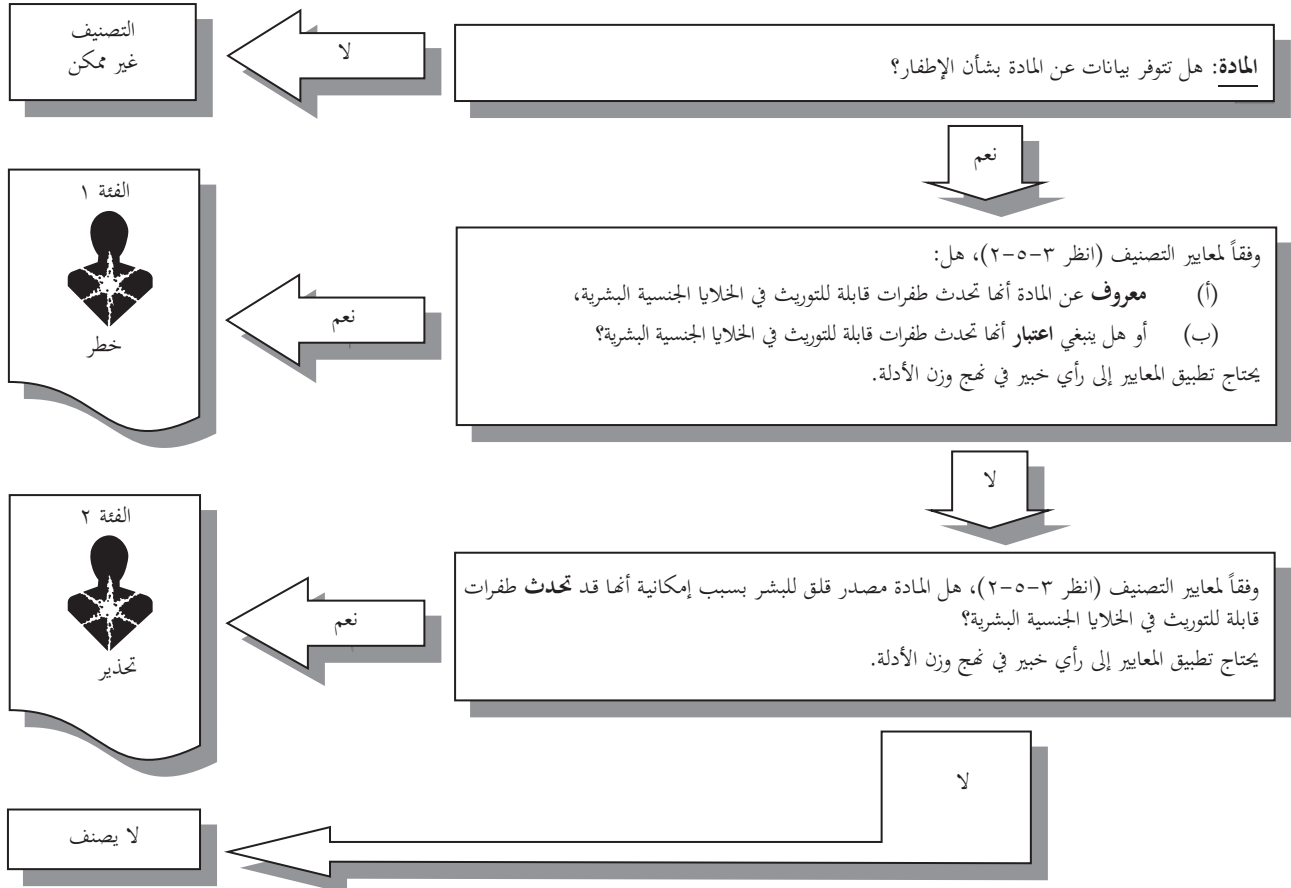 المادة: هل تتوفر بيانات عن المادة بشأن الإطفار؟
لا
التصنيف
غير ممكن
نعم
وفقاً لمعايير التصنيف (انظر ٣-٥-٢)، هل:
(أ) معروف عن المادة أنها تحدث طفرات قابلة للتوريث في الخلايا الجنسية البشرية،
(ب) أو هل ينبغي اعتبار أنها تحدث طفرات قابلة للتوريث في الخلايا الجنسية البشرية؟
يحتاج تطبيق المعايير إلى رأي خبير في نهج وزن الأدلة.
نعم
الفئة ١
خطر
لا
وفقاً لمعايير التصنيف (انظر ٣-٥-٢)، هل المادة مصدر قلق للبشر بسبب إمكانية أنها قد تحدث طفرات
قابلة للتوريث في الخلايا الجنسية البشرية؟
يحتاج تطبيق المعايير إلى رأي خبير في نهج وزن الأدلة.
نعم
الفئة ٢
تحذير
لا
لا يصنف